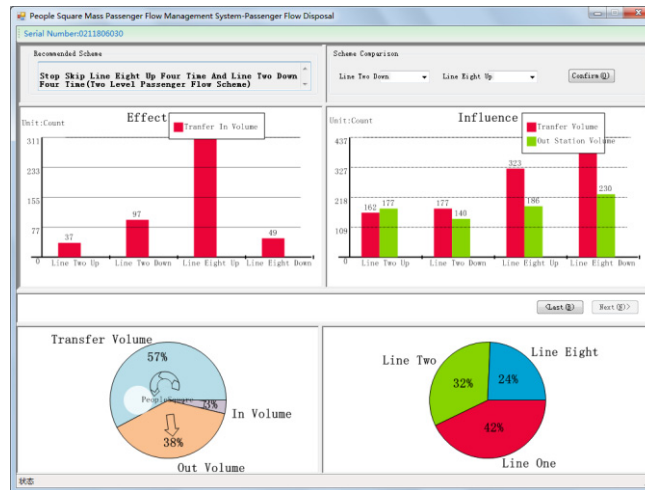 People Square Mass Passenger Flow Management System-Passenger Flow Disposal
Serial Number:0211806030
Recommended Scheme
Stop Skip Line Eight Up Four Time And Line Two Down
Four Time(Two Level Passenger Flow Scheme)
Scheme Comparison
Line Two Down
Line Eight Up
Confirm(Q)
Unit:Count
Effect
Tranfer In Volume
311
233
155
77
0
37
97
49
Line Two Up
Line Two Down
Line Eight Up
Line Eight Down
Unit:Count
Influence
Tranfer Volume
Out Station Volume
437
327
218
109
0
162
177
177
140
323
186
230
Line Two Up
Line Two Down
Line Eight Up
Line Eight Down
Transfer Volume
57%
PeopleSquare
In Volume
38%
Out Volume
Line Two
32%
Line Eight
24%
42%
Line One
状态